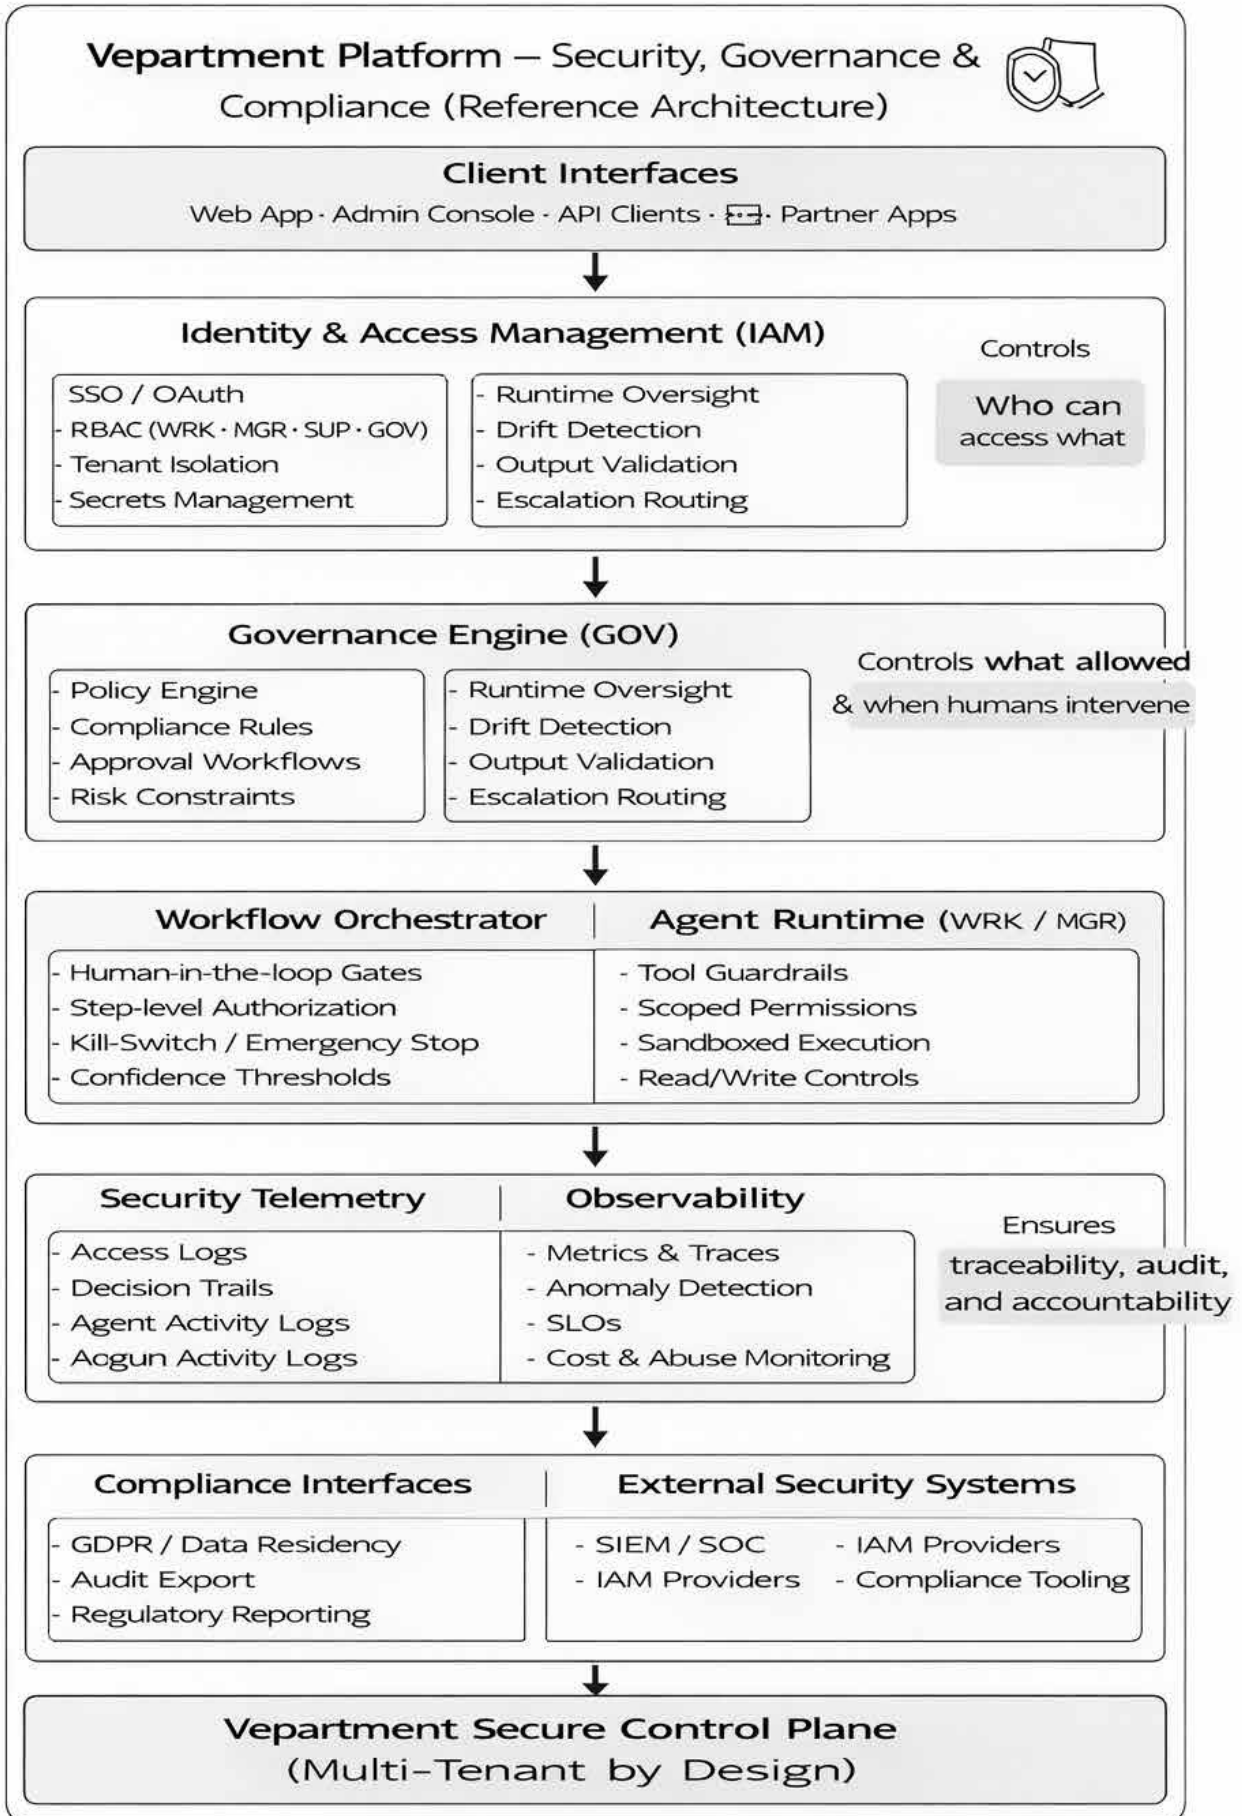 Vepartment Platform – Security, Governance &
Compliance (Reference Architecture)
Client Interfaces
Web App · Admin Console · API Clients · Partner Apps
Identity & Access Management (IAM)
SSO / OAuth
- RBAC (WRK · MGR · SUP · GOV)
- Tenant Isolation
- Secrets Management
- Runtime Oversight
- Drift Detection
- Output Validation
- Escalation Routing
Controls
Who can
access what
Governance Engine (GOV)
- Policy Engine
- Compliance Rules
- Approval Workflows
- Risk Constraints
- Runtime Oversight
- Drift Detection
- Output Validation
- Escalation Routing
Controls what allowed
& when humans intervene
Workflow Orchestrator
- Human-in-the-loop Gates
- Step-level Authorization
- Kill-Switch / Emergency Stop
- Confidence Thresholds
Agent Runtime (WRK / MGR)
- Tool Guardrails
- Scoped Permissions
- Sandboxed Execution
- Read/Write Controls
Security Telemetry
- Access Logs
- Decision Trails
- Agent Activity Logs
- Aogun Activity Logs
Observability
- Metrics & Traces
- Anomaly Detection
- SLOs
- Cost & Abuse Monitoring
Ensures
traceability, audit,
and accountability
Compliance Interfaces
- GDPR / Data Residency
- Audit Export
- Regulatory Reporting
External Security Systems
- SIEM / SOC
- IAM Providers
- IAM Providers
- Compliance Tooling
Vepartment Secure Control Plane
(Multi-Tenant by Design)